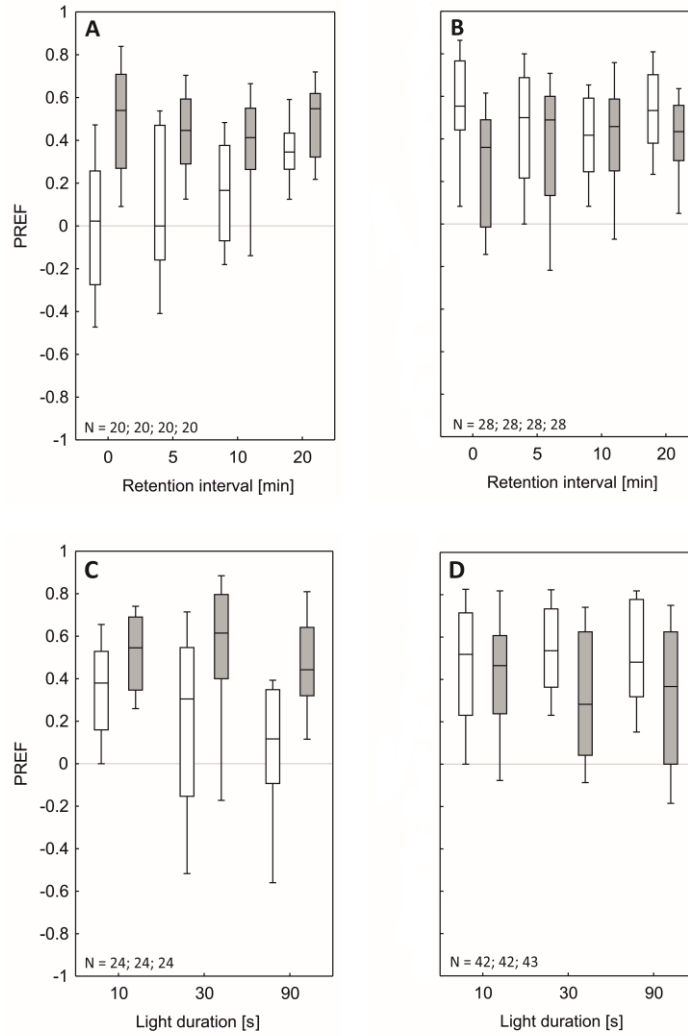 A
B
1
0.8
0.6
0.4
0.2
0
-0.2
-0.4
-0.6
-0.8
-1
PREF
N = 20; 20; 20; 20
N = 28; 28; 28; 28
0 5 10 20
0 5 10 20
Retention interval [min]
Retention interval [min]
C
D
1
0.8
0.6
0.4
0.2
0
-0.2
-0.4
-0.6
-0.8
-1
PREF
N = 24; 24; 24
N = 42; 42; 43
10 30 90
10 30 90
Light duration [s]
Light duration [s]